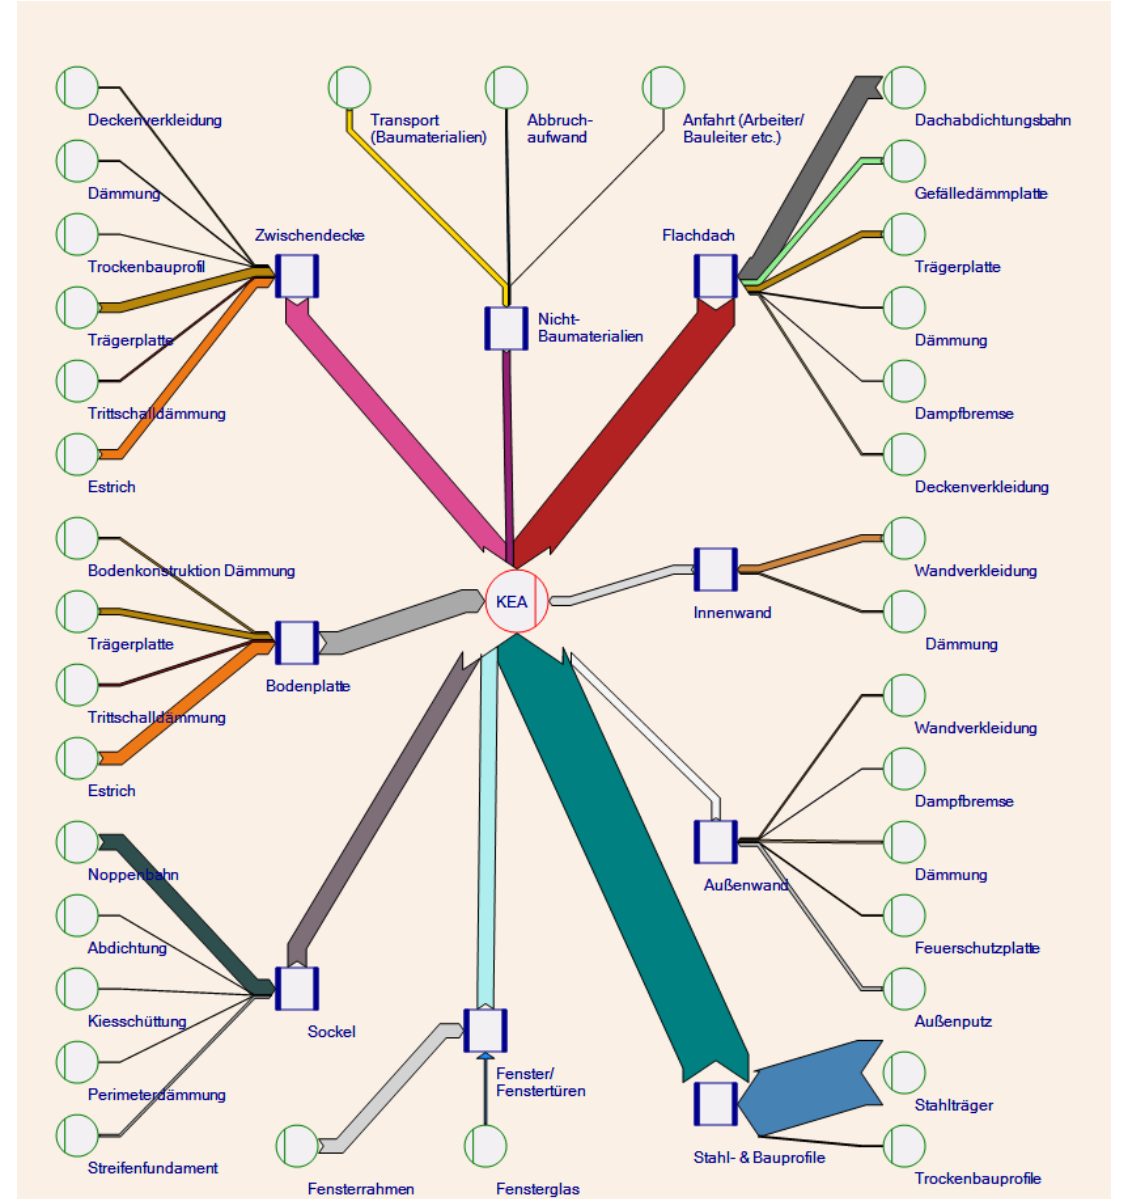 Deckenverkleidung
Dämmung
Trockenbauprofil
Trägerplatte
Trittschalldämmung
Estrich
Zwischendecke
Transport
(Baumaterialien)
Abbruch-
aufwand
Anfahrt (Arbeiter/
Bauleiter etc.)
Nicht-
Baumaterialien
Flachdach
Dachabdichtungsbahn
Gefälledämmplatte
Trägerplatte
Dämmung
Dampfbremse
Deckenverkleidung
Bodenkonstruktion Dämmung
Trägerplatte
Trittschalldämmung
Estrich
Bodenplatte
KEA
Innenwand
Wandverkleidung
Dämmung
Außenwand
Wandverkleidung
Dampfbremse
Dämmung
Feuerschutzplatte
Außenputz
Noppenbahn
Abdichtung
Kiesschüttung
Perimeterdämmung
Streifenfundament
Sockel
Fenster/
Fenstertüren
Fensterrahmen
Fensterglas
Stahl- & Bauprofile
Stahlträger
Trockenbauprofile